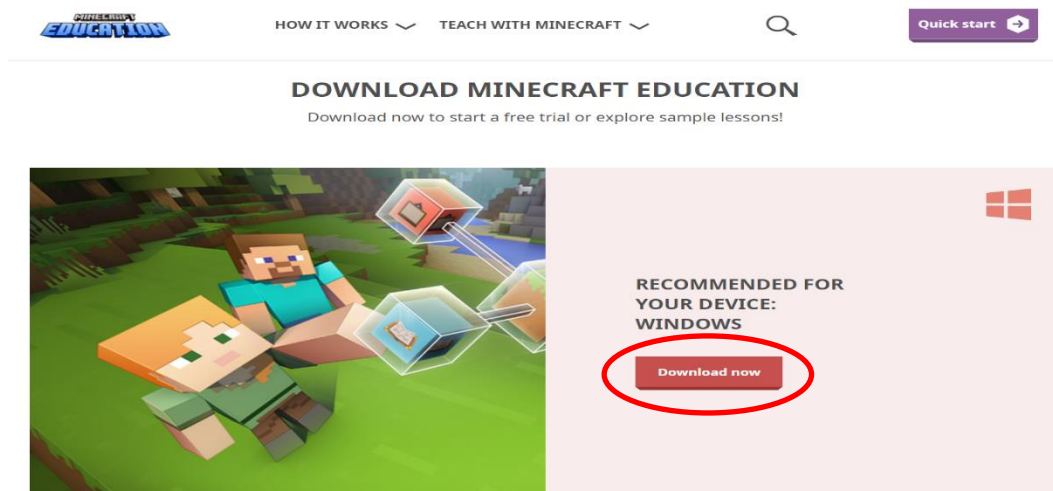 MINECRAFT
EDUCATION
HOW IT WORKS
TEACH WITH MINECRAFT
Quick start
DOWNLOAD MINECRAFT EDUCATION
Download now to start a free trial or explore sample lessons!
RECOMMENDED FOR
YOUR DEVICE:
WINDOWS
Download now